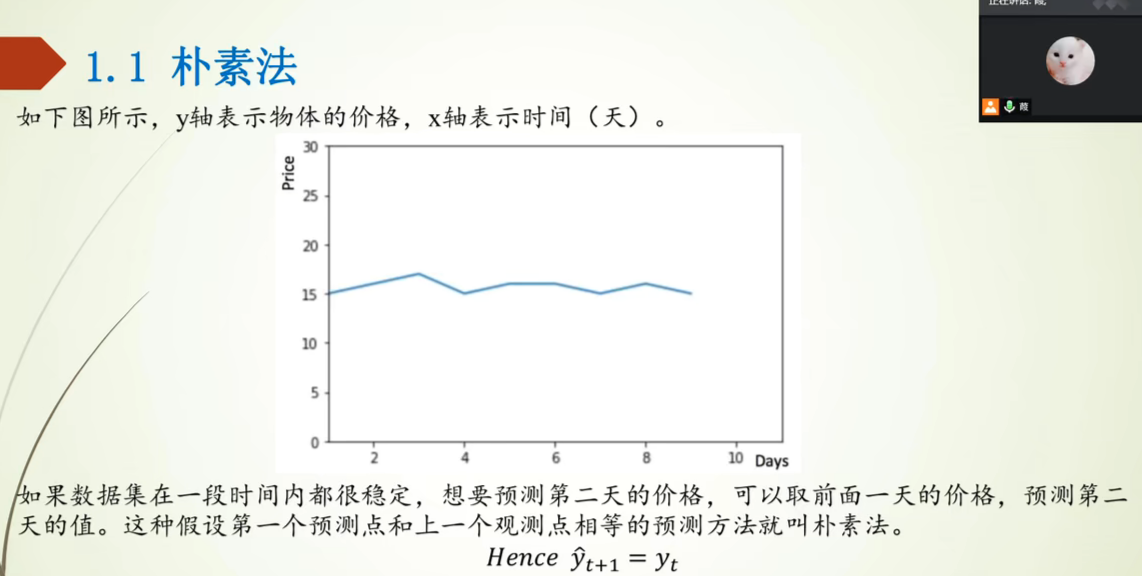 1.1 朴素法
如下图所示，y轴表示物体的价格，x轴表示时间（天）。
30
Price
25
20
15
10
5
0
2 4 6 8 10 Days
如果数据集在一段时间内都很稳定，想要预测第二天的价格，可以取前面一天的价格，预测第二
天的值。这种假设第一个预测点和上一个观测点相等的预测方法就叫朴素法。
Hence ŷₜ₊₁ = yₜ